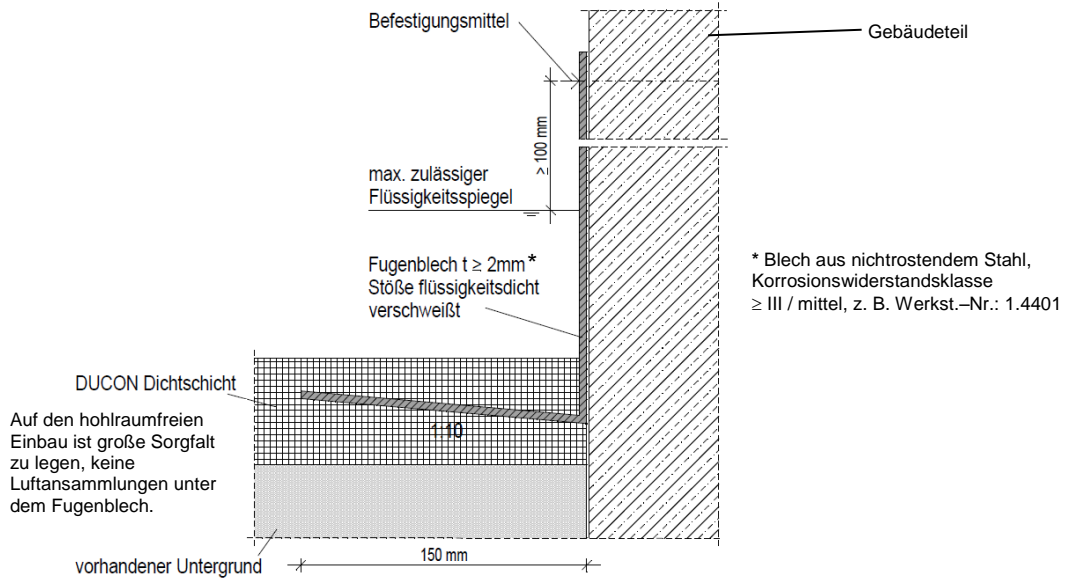 Befestigungsmittel
Gebäudeteil
≥ 100 mm
max. zulässiger
Flüssigkeitsspiegel
Fugenblech t ≥ 2mm*
Stöße flüssigkeitsdicht
verschweißt
* Blech aus nichtrostendem Stahl,
Korrosionswiderstandsklasse
≥ III / mittel, z. B. Werkst.–Nr.: 1.4401
DUCON Dichtschicht
Auf den hohlraumfreien
Einbau ist große Sorgfalt
zu legen, keine
Luftansammlungen unter
dem Fugenblech.
1:10
vorhandener Untergrund
150 mm